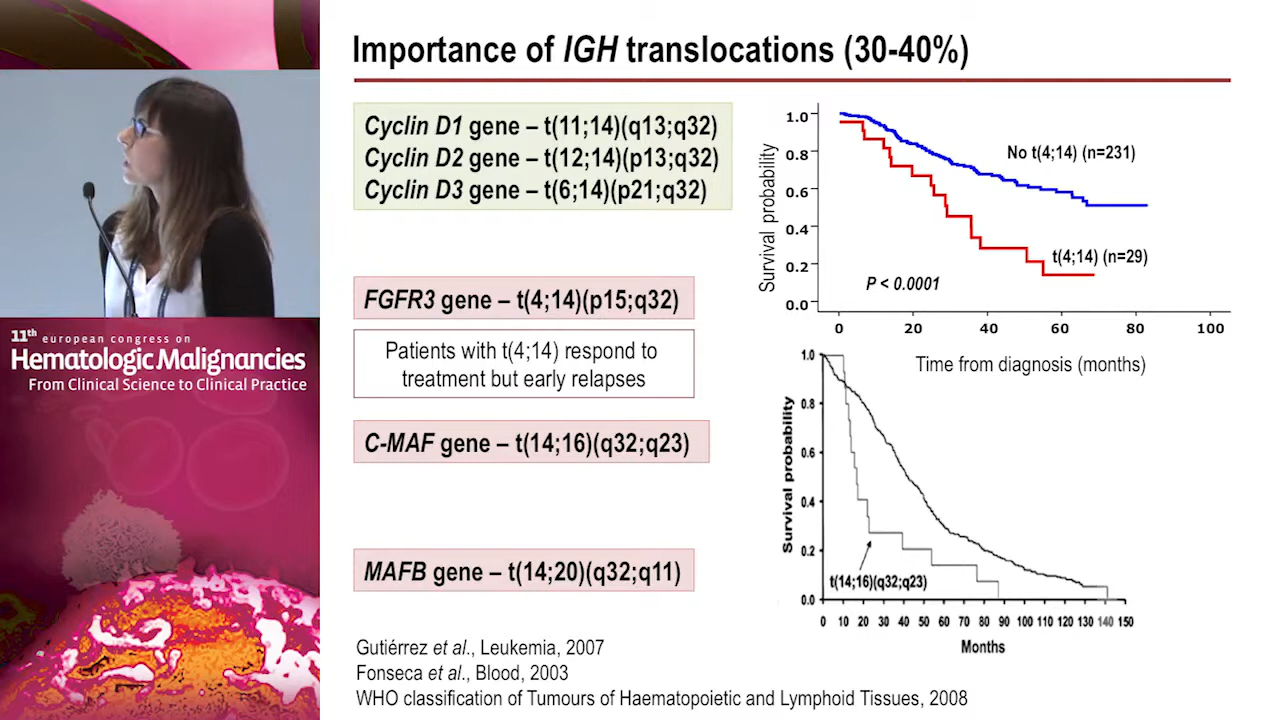 Importance of IGH translocations (30-40%)
Cyclin D1 gene – t(11;14)(q13;q32)
Cyclin D2 gene – t(12;14)(p13;q32)
Cyclin D3 gene – t(6;14)(p21;q32)
FGFR3 gene – t(4;14)(p15;q32)
Patients with t(4;14) respond to
treatment but early relapses
C-MAF gene – t(14;16)(q32;q23)
MAFB gene – t(14;20)(q32;q11)
Gutiérrez et al., Leukemia, 2007
Fonseca et al., Blood, 2003
WHO classification of Tumours of Haematopoietic and Lymphoid Tissues, 2008
Survival probability
1.0
0.8
0.6
0.4
0.2
0.0
No t(4;14) (n=231)
t(4;14) (n=29)
P < 0.0001
0 20 40 60 80 100
Time from diagnosis (months)
Survival probability
1.0
0.8
0.6
0.4
0.2
0.0
t(14;16)(q32;q23)
0 10 20 30 40 50 60 70 80 90 100 110 120 130 140 150
Months
11th european congress on
Hematologic Malignancies
From Clinical Science to Clinical Practice